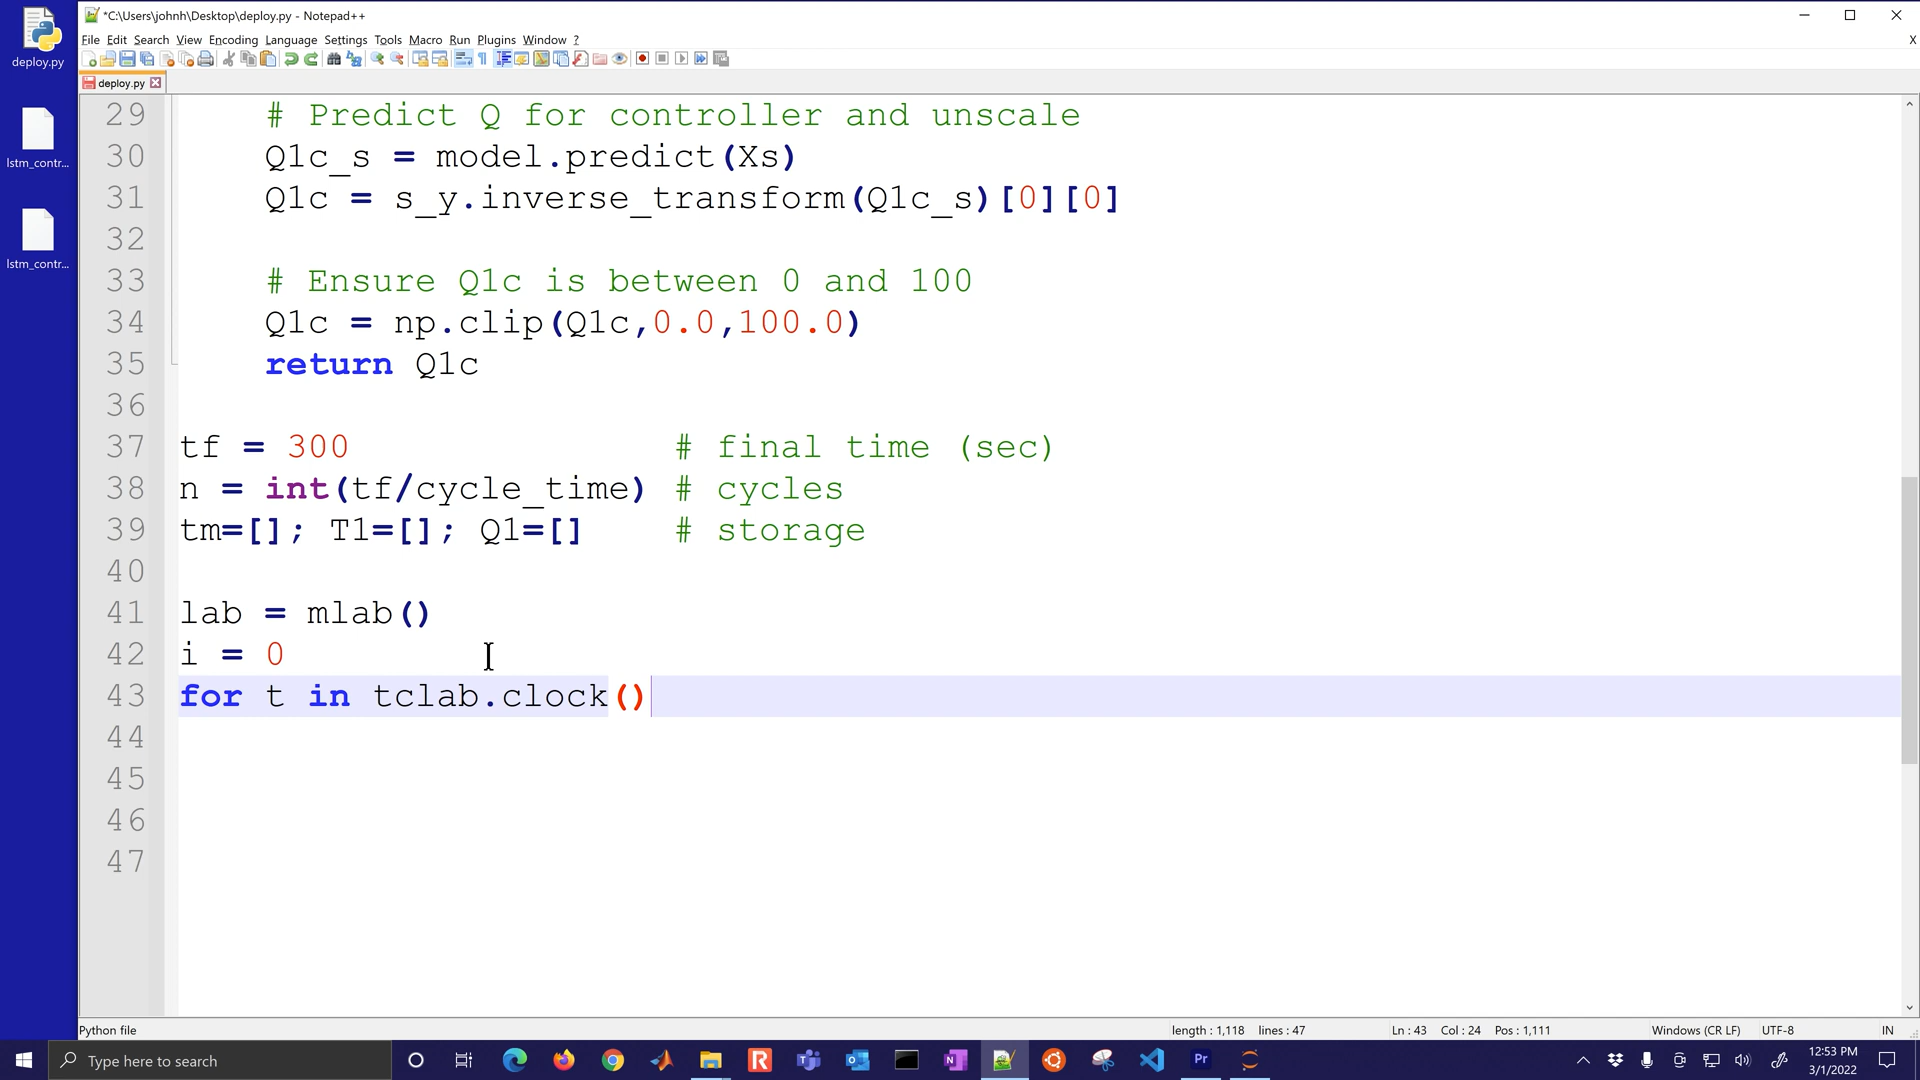 *C:\Users\johnh\Desktop\deploy.py - Notepad++
File Edit Search View Encoding Language Settings Tools Macro Run Plugins Window ?
X
deploy.py
deploy.py
lstm_contr...
lstm_contr...
29 # Predict Q for controller and unscale
30 Q1c_s = model.predict(Xs)
31 Q1c = s_y.inverse_transform(Q1c_s)[0][0]
32
33 # Ensure Q1c is between 0 and 100
34 Q1c = np.clip(Q1c,0.0,100.0)
35 return Q1c
36
37 tf = 300 # final time (sec)
38 n = int(tf/cycle_time) # cycles
39 tm=[]; T1=[]; Q1=[] # storage
40
41 lab = mlab()
42 i = 0
43 for t in tclab.clock()
44
45
46
47
Python file length : 1,118 lines : 47 Ln : 43 Col : 24 Pos : 1,111 Windows (CR LF) UTF-8 IN
Type here to search
12:53 PM
3/1/2022